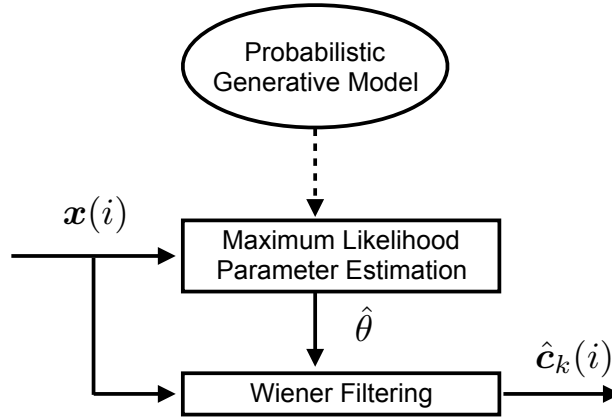 Probabilistic
Generative Model
x(i)
Maximum Likelihood
Parameter Estimation
θ̂
ĉₖ(i)
Wiener Filtering